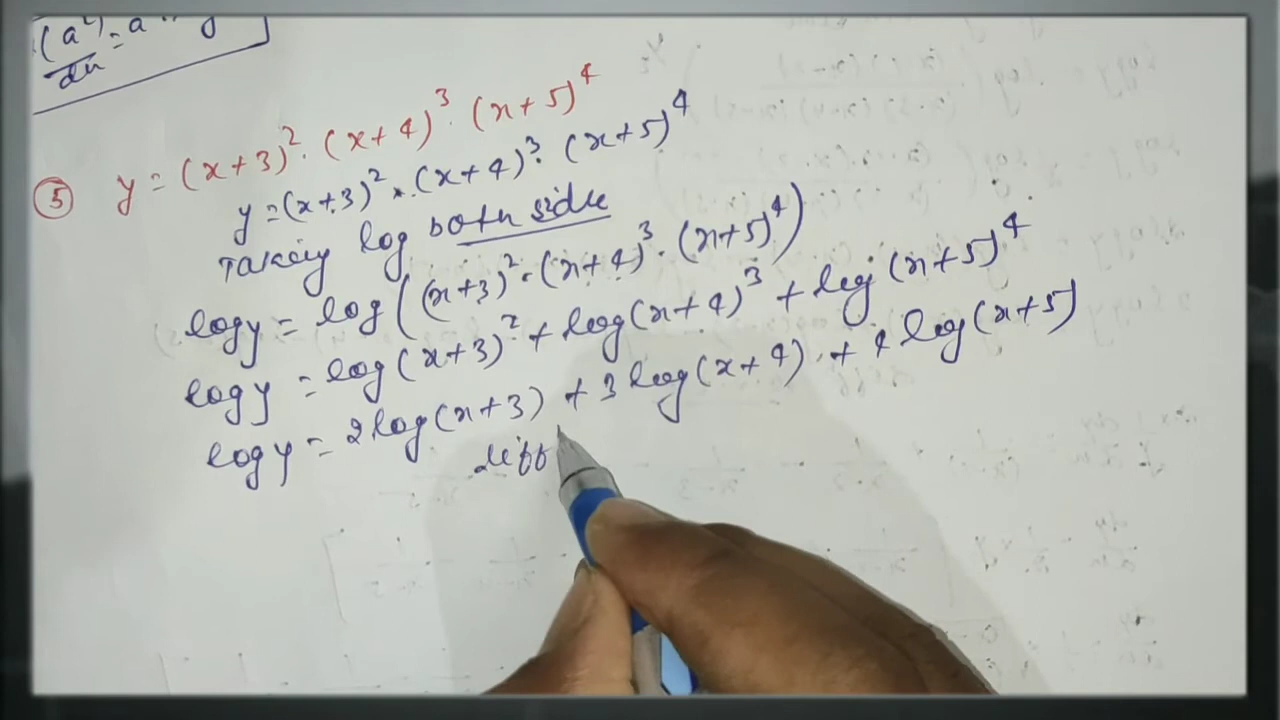 (5) y = (x+3)². (x+4)³. (x+5)⁴
y = (x+3)² . (x+4)³. (x+5)⁴
Taking log both side
log y = log ((x+3)² . (x+4)³. (x+5)⁴)
log y = log (x+3)² + log (x+4)³ + log (x+5)⁴
log y = 2 log (x+3) + 3 log (x+4) + 4 log (x+5)
diff